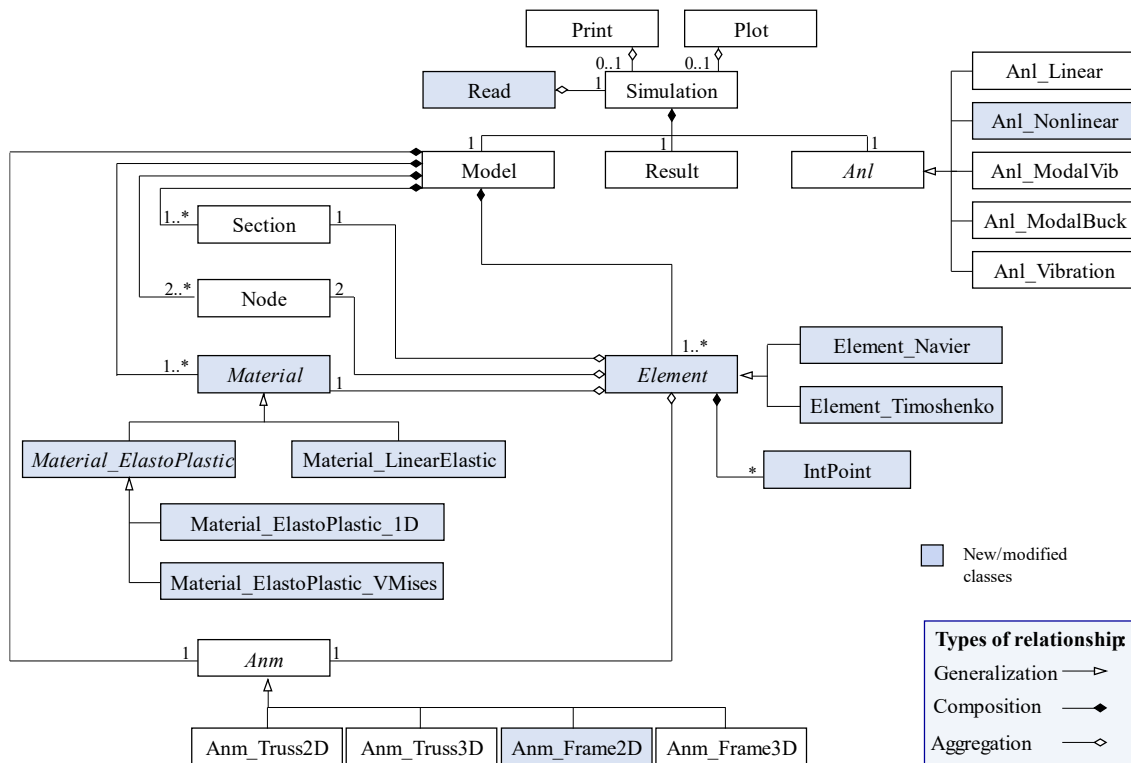 Print
Plot
0..1
0..1
Read
1
Simulation
Anl_Linear
Anl_Nonlinear
1
1
1
Model
Result
Anl
Anl_ModalVib
1..*
Section
1
Anl_ModalBuck
Anl_Vibration
2..*
Node
2
1..*
Element_Navier
1..*
Material
1
Element
Element_Timoshenko
Material_ElastoPlastic
Material_LinearElastic
*
IntPoint
Material_ElastoPlastic_1D
New/modified
classes
Material_ElastoPlastic_VMises
1
Anm
1
Types of relationship:
Generalization
Composition
Aggregation
Anm_Truss2D
Anm_Truss3D
Anm_Frame2D
Anm_Frame3D